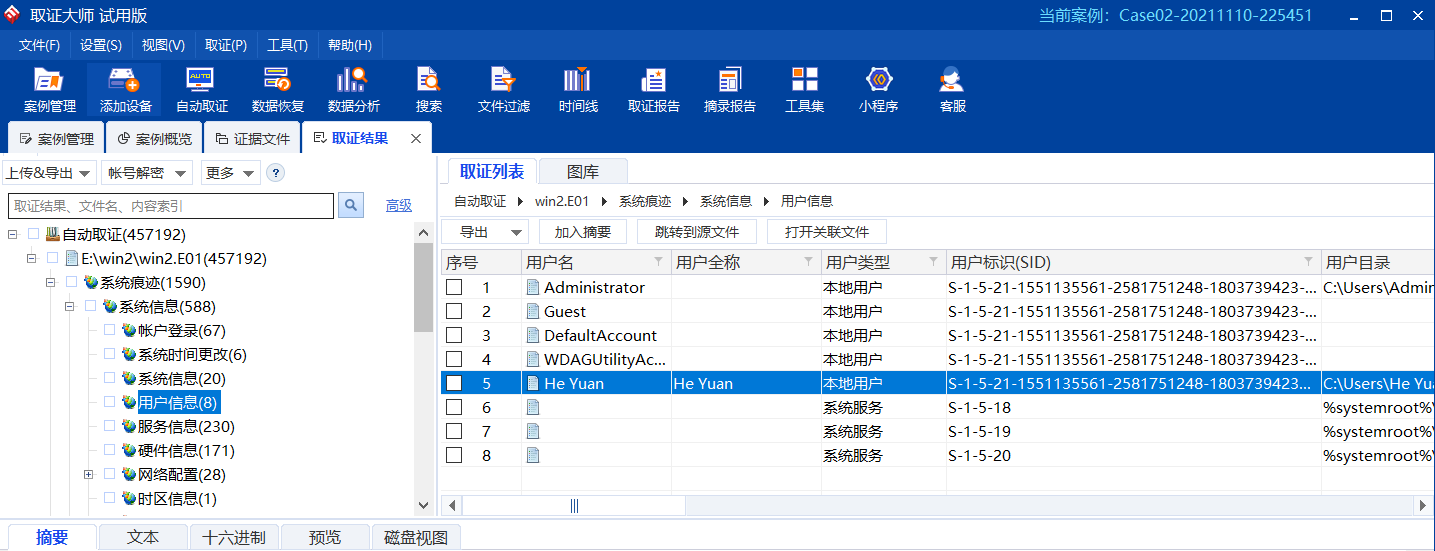 取证大师 试用版 当前案例：Case02-20211110-225451
文件(F) 设置(S) 视图(V) 取证(P) 工具(T) 帮助(H)
AUTO
案例管理 添加设备 自动取证 数据恢复 数据分析 搜索 文件过滤 时间线 取证报告 摘录报告 工具集 小程序 客服
案例管理 案例概览 证据文件 取证结果
上传&导出 帐号解密 更多 ?
取证结果、文件名、内容索引 高级
自动取证(457192)
E:\win2\win2.E01(457192)
系统痕迹(1590)
系统信息(588)
帐户登录(67)
系统时间更改(6)
系统信息(20)
用户信息(8)
服务信息(230)
硬件信息(171)
网络配置(28)
时区信息(1)
取证列表 图库
自动取证 win2.E01 系统痕迹 系统信息 用户信息
导出 加入摘要 跳转到源文件 打开关联文件
序号 用户名 用户全称 用户类型 用户标识(SID) 用户目录
1 Administrator 本地用户 S-1-5-21-1551135561-2581751248-1803739423-... C:\Users\Admin
2 Guest 本地用户 S-1-5-21-1551135561-2581751248-1803739423-...
3 DefaultAccount 本地用户 S-1-5-21-1551135561-2581751248-1803739423-...
4 WDAGUtilityAc... 本地用户 S-1-5-21-1551135561-2581751248-1803739423-...
5 He Yuan He Yuan 本地用户 S-1-5-21-1551135561-2581751248-1803739423... C:\Users\He Yua
6 系统服务 S-1-5-18 %systemroot%\
7 系统服务 S-1-5-19 %systemroot%\
8 系统服务 S-1-5-20 %systemroot%\
摘要 文本 十六进制 预览 磁盘视图